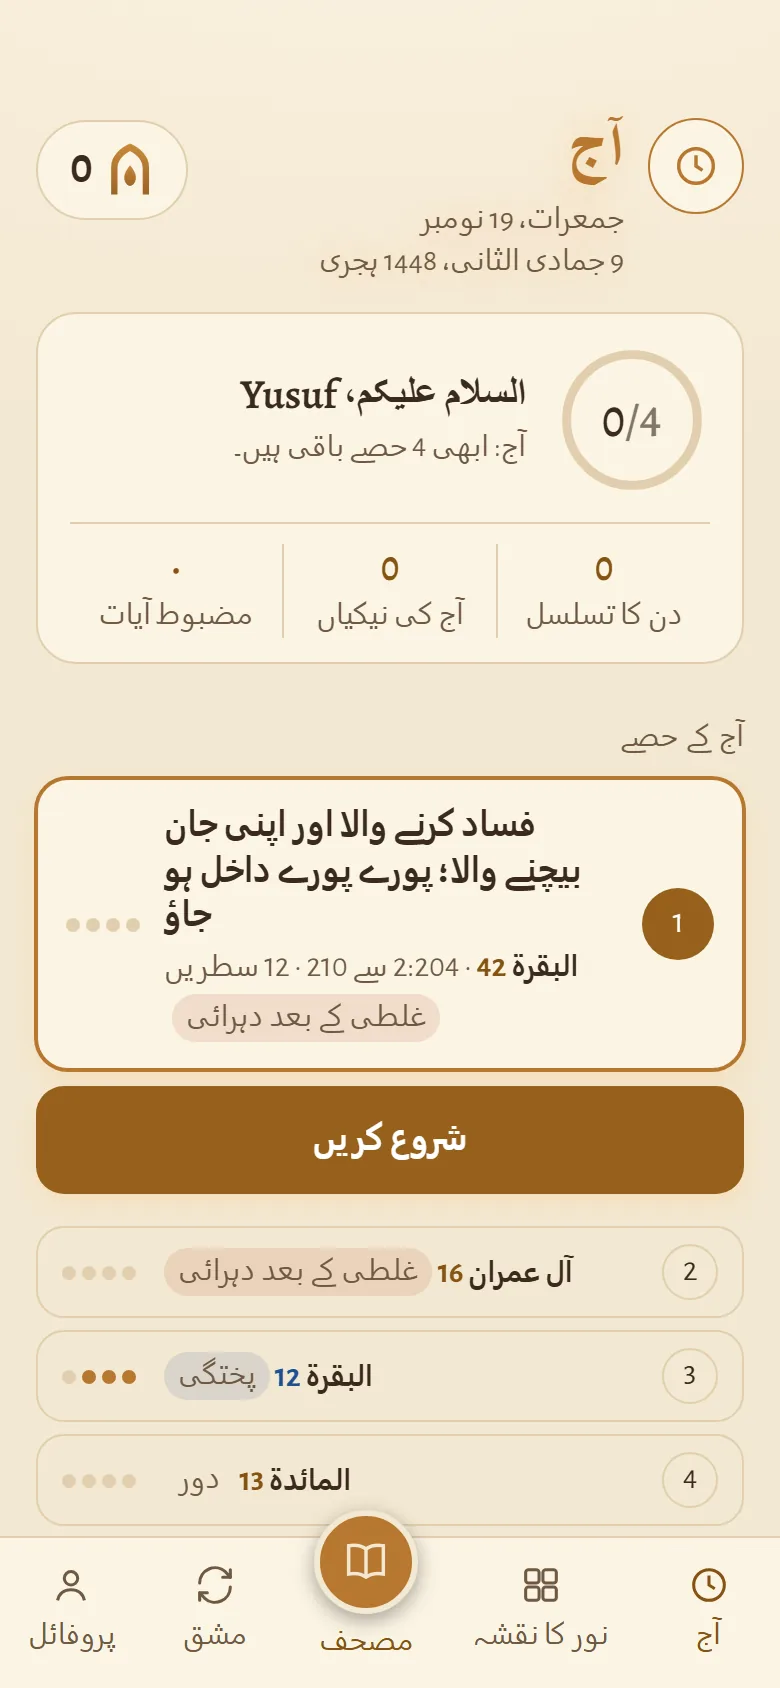 آج
0
جمعرات، 19 نومبر
9 جمادی الثانی، 1448 ہجری
0/4
السلام علیکم، Yusuf
آج: ابھی 4 حصے باقی ہیں۔
0
0
·
دن کا تسلسل
آج کی نیکیاں
مضبوط آیات
آج کے حصے
1
فساد کرنے والا اور اپنی جان
بیچنے والا؛ پورے پورے داخل ہو
جاؤ
البقرة 42 · 2:204 سے 210 · 12 سطریں
غلطی کے بعد دہرائی
شروع کریں
2 آل عمران 16 غلطی کے بعد دہرائی
3 البقرة 12 پختگی
4 المائدة 13 دور
آج
نور کا نقشہ
مصحف
مشق
پروفائل